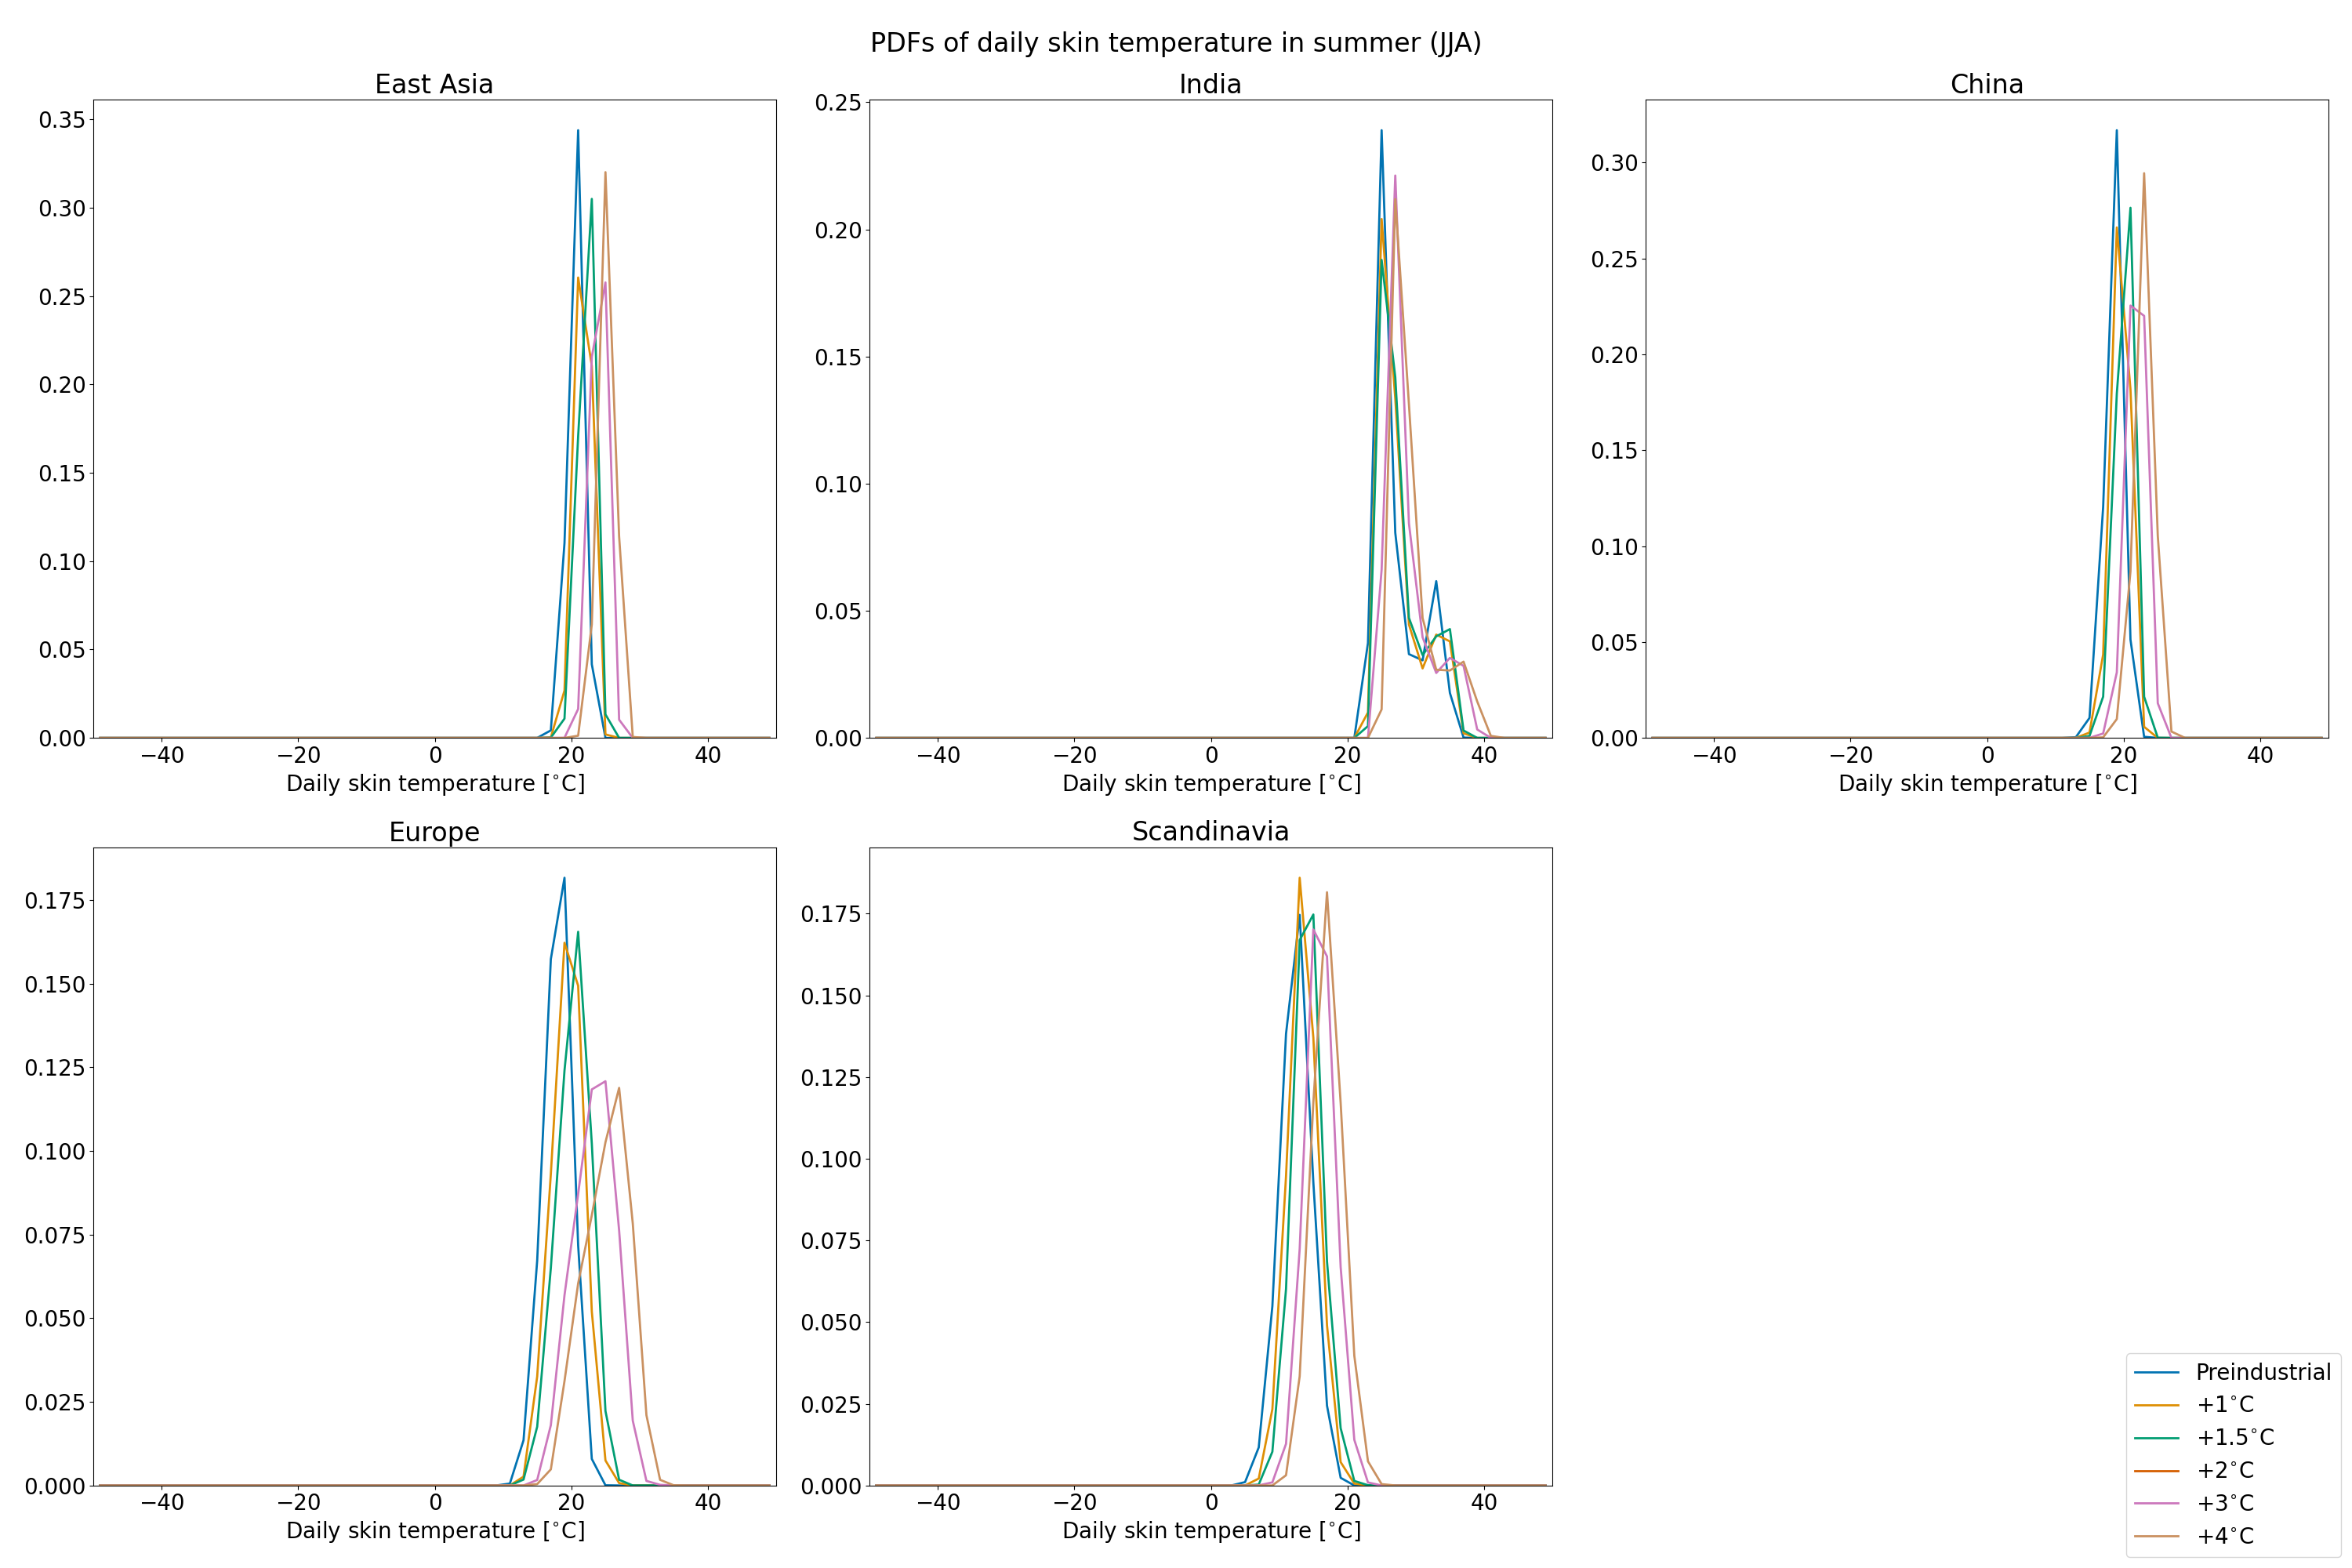 PDFs of daily skin temperature in summer (JJA)
East Asia
0.35
0.30
0.25
0.20
0.15
0.10
0.05
0.00
−40 −20 0 20 40
Daily skin temperature [°C]
India
0.25
0.20
0.15
0.10
0.05
0.00
−40 −20 0 20 40
Daily skin temperature [°C]
China
0.30
0.25
0.20
0.15
0.10
0.05
0.00
−40 −20 0 20 40
Daily skin temperature [°C]
Europe
0.175
0.150
0.125
0.100
0.075
0.050
0.025
0.000
−40 −20 0 20 40
Daily skin temperature [°C]
Scandinavia
0.175
0.150
0.125
0.100
0.075
0.050
0.025
0.000
−40 −20 0 20 40
Daily skin temperature [°C]
Preindustrial
+1°C
+1.5°C
+2°C
+3°C
+4°C